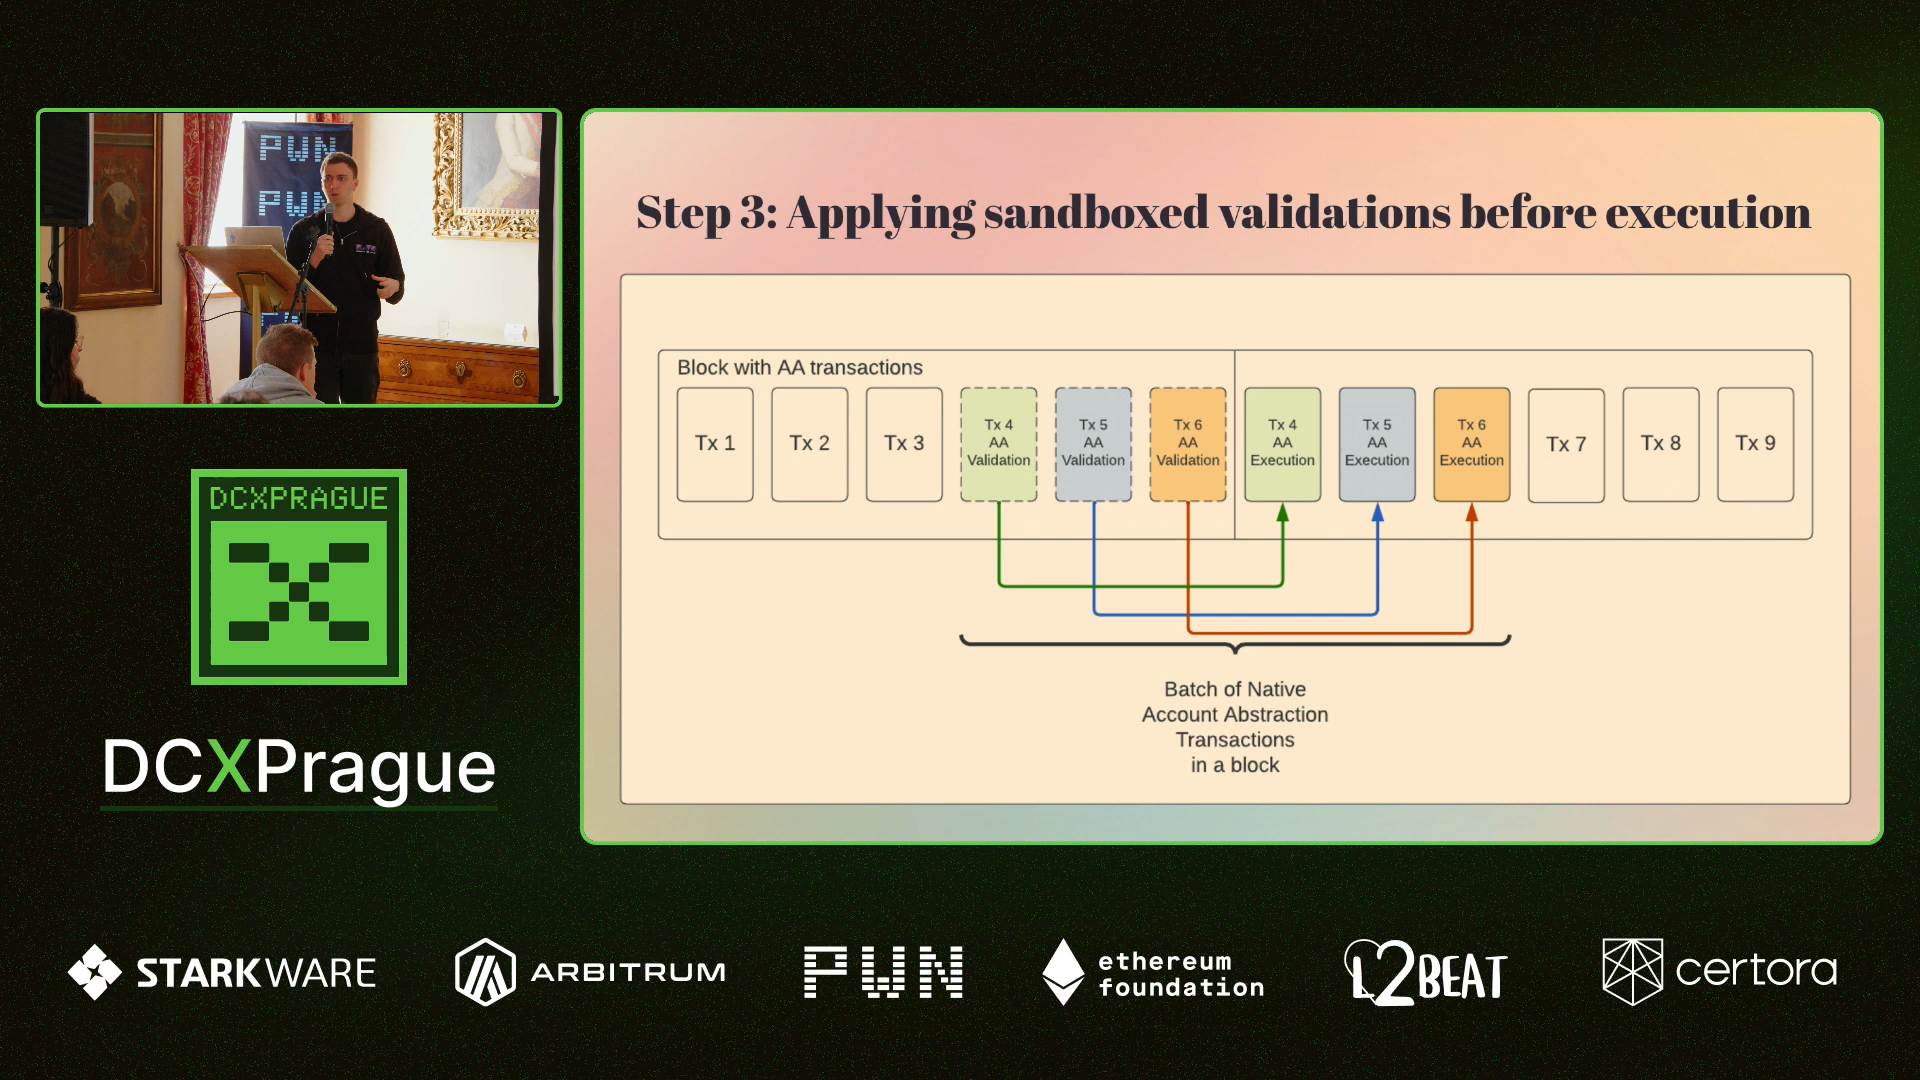 PWN
PWN
Step 3: Applying sandboxed validations before execution
Block with AA transactions
Tx 1
Tx 2
Tx 3
Tx 4
AA
Validation
Tx 5
AA
Validation
Tx 6
AA
Validation
Tx 4
AA
Execution
Tx 5
AA
Execution
Tx 6
AA
Execution
Tx 7
Tx 8
Tx 9
Batch of Native
Account Abstraction
Transactions
in a block
DCXPRAGUE
DCXPrague
STARKWARE
ARBITRUM
PWN
ethereum
foundation
L2BEAT
certora